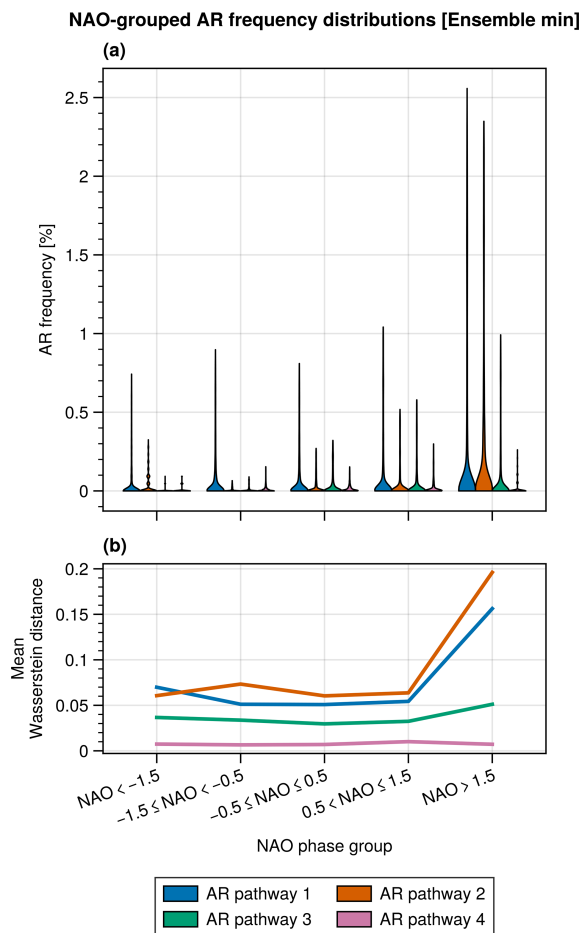 NAO-grouped AR frequency distributions [Ensemble min]
(a)
2.5
2
1.5
1
0.5
0
AR frequency [%]
(b)
0.2
0.15
0.1
0.05
0
Mean
Wasserstein distance
NAO < −1.5
−1.5 ≤ NAO < −0.5
−0.5 ≤ NAO ≤ 0.5
0.5 < NAO ≤ 1.5
NAO > 1.5
NAO phase group
AR pathway 1
AR pathway 2
AR pathway 3
AR pathway 4